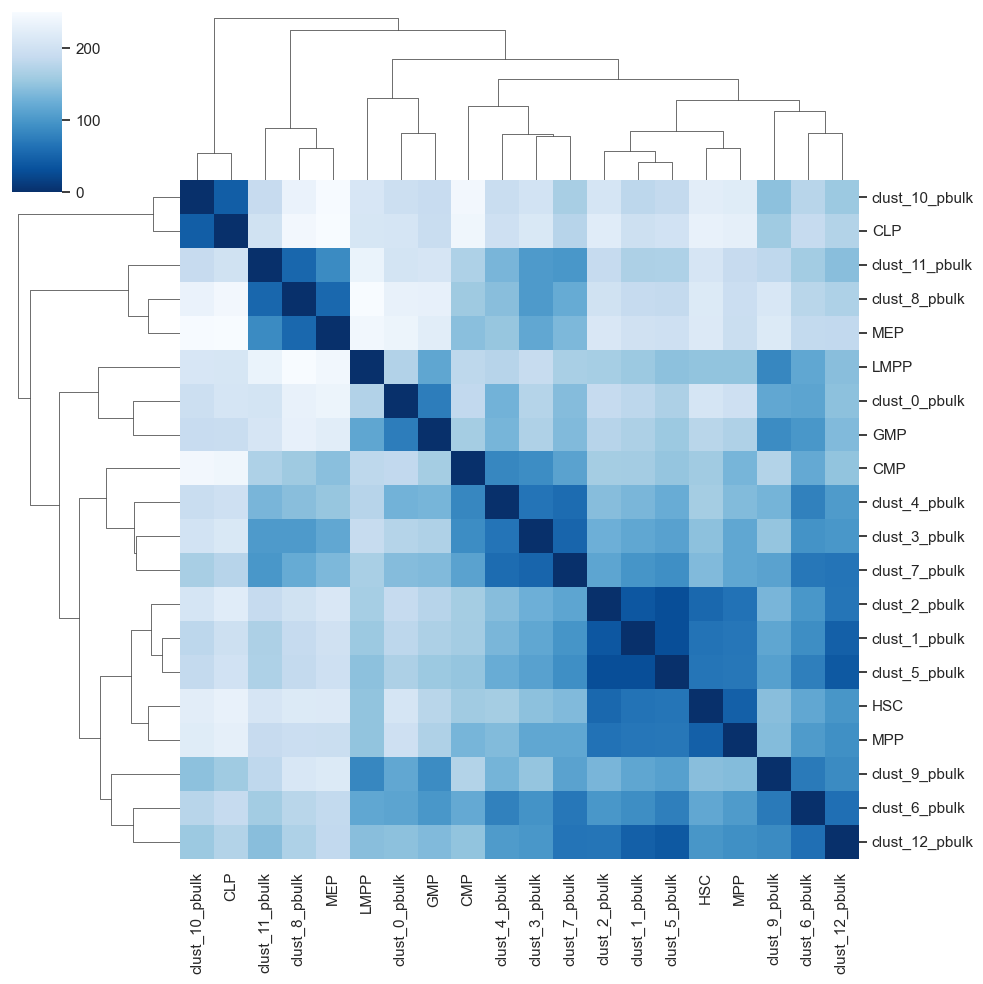 200
100
0
clust_10_pbulk
CLP
clust_11_pbulk
clust_8_pbulk
MEP
LMPP
clust_0_pbulk
GMP
CMP
clust_4_pbulk
clust_3_pbulk
clust_7_pbulk
clust_2_pbulk
clust_1_pbulk
clust_5_pbulk
HSC
MPP
clust_9_pbulk
clust_6_pbulk
clust_12_pbulk
clust_10_pbulk
CLP
clust_11_pbulk
clust_8_pbulk
MEP
LMPP
clust_0_pbulk
GMP
CMP
clust_4_pbulk
clust_3_pbulk
clust_7_pbulk
clust_2_pbulk
clust_1_pbulk
clust_5_pbulk
HSC
MPP
clust_9_pbulk
clust_6_pbulk
clust_12_pbulk